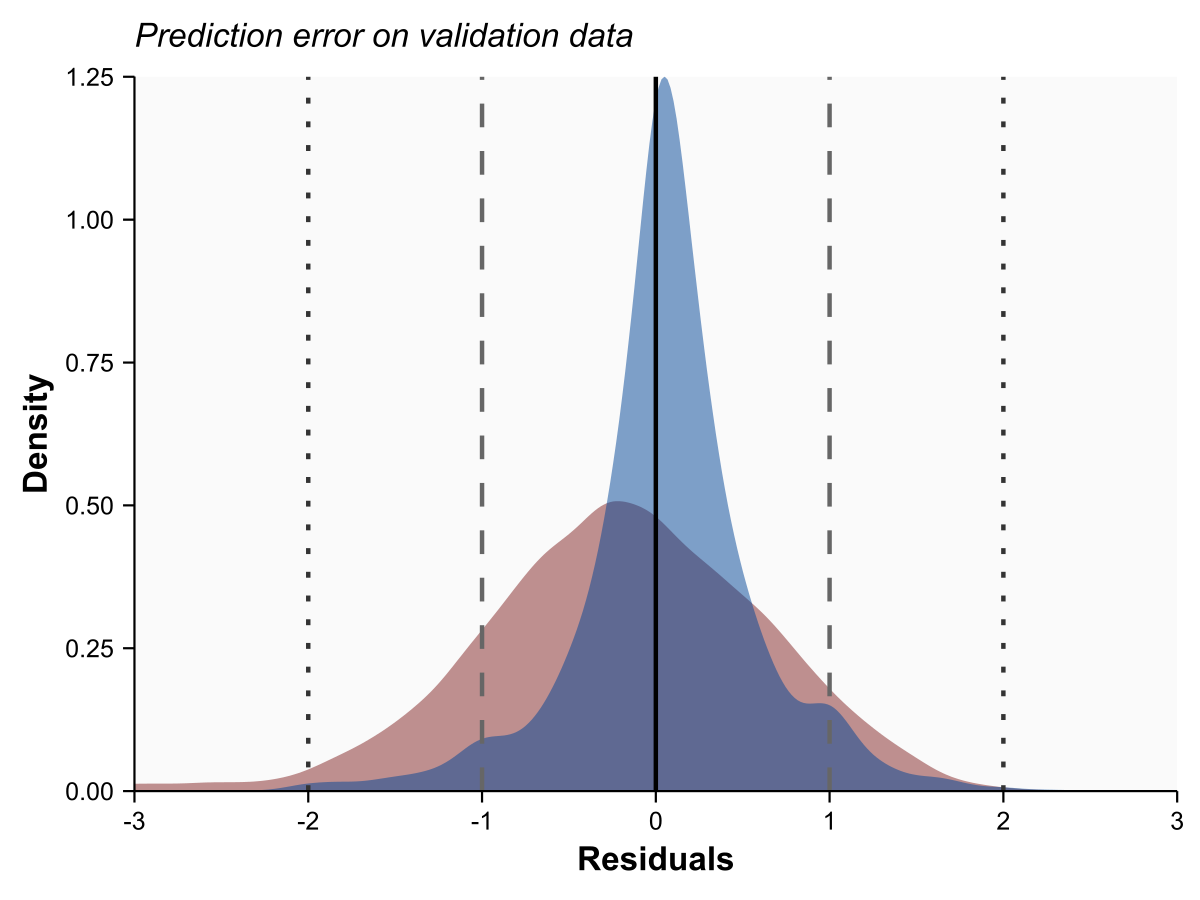 Prediction error on validation data
1.25
1.00
0.75
0.50
0.25
0.00
Density
-3 -2 -1 0 1 2 3
Residuals